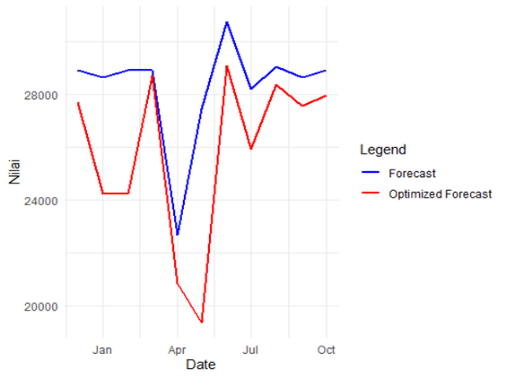 Nilai
28000
24000
20000
Jan Apr Jul Oct
Date
Legend
Forecast
Optimized Forecast